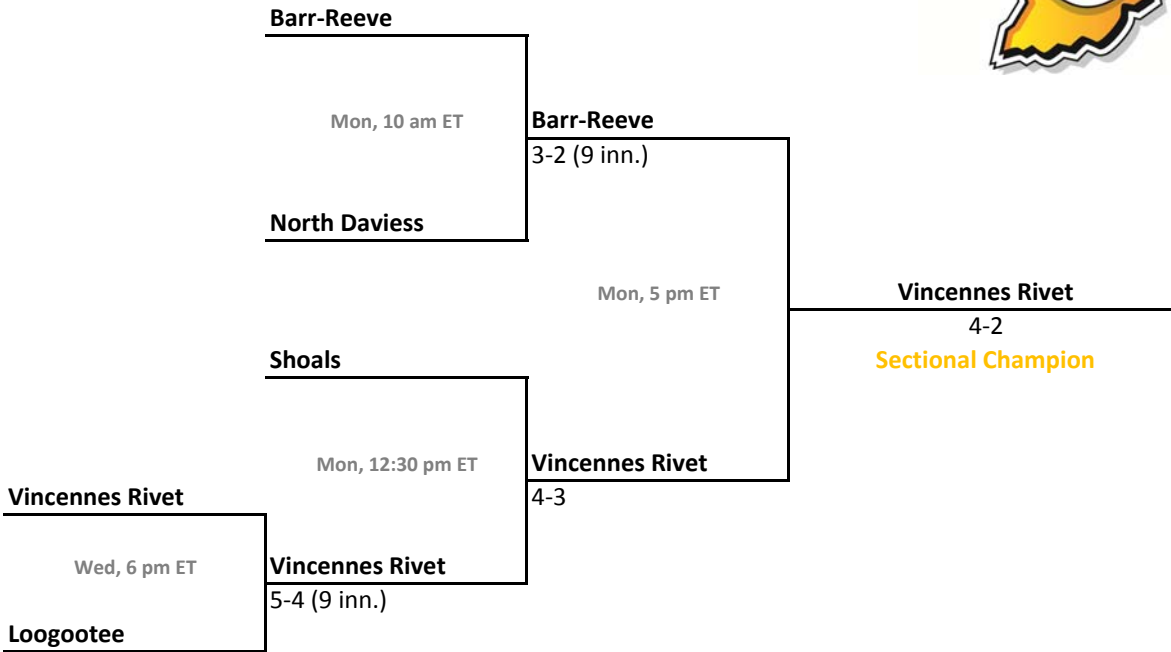 Barr-Reeve
Mon, 10 am ET
Barr-Reeve
3-2 (9 inn.)
North Daviess
Mon, 5 pm ET
Vincennes Rivet
4-2
Sectional Champion
Shoals
Mon, 12:30 pm ET
Vincennes Rivet
4-3
Vincennes Rivet
Wed, 6 pm ET
Vincennes Rivet
5-4 (9 inn.)
Loogootee